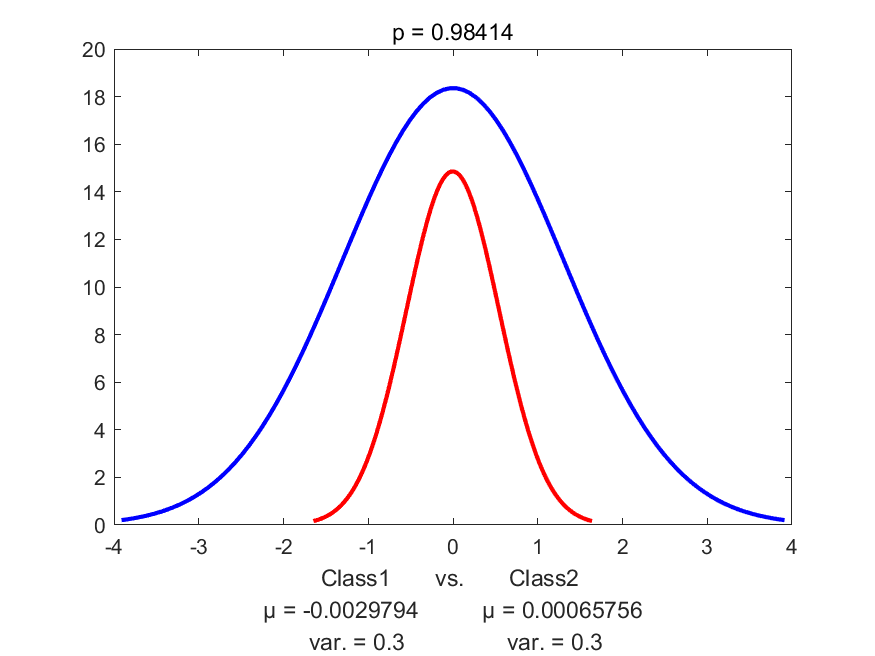 p = 0.98414
20
18
16
14
12
10
8
6
4
2
0
-4 -3 -2 -1 0 1 2 3 4
Class1 vs. Class2
μ = -0.0029794 μ = 0.00065756
var. = 0.3 var. = 0.3